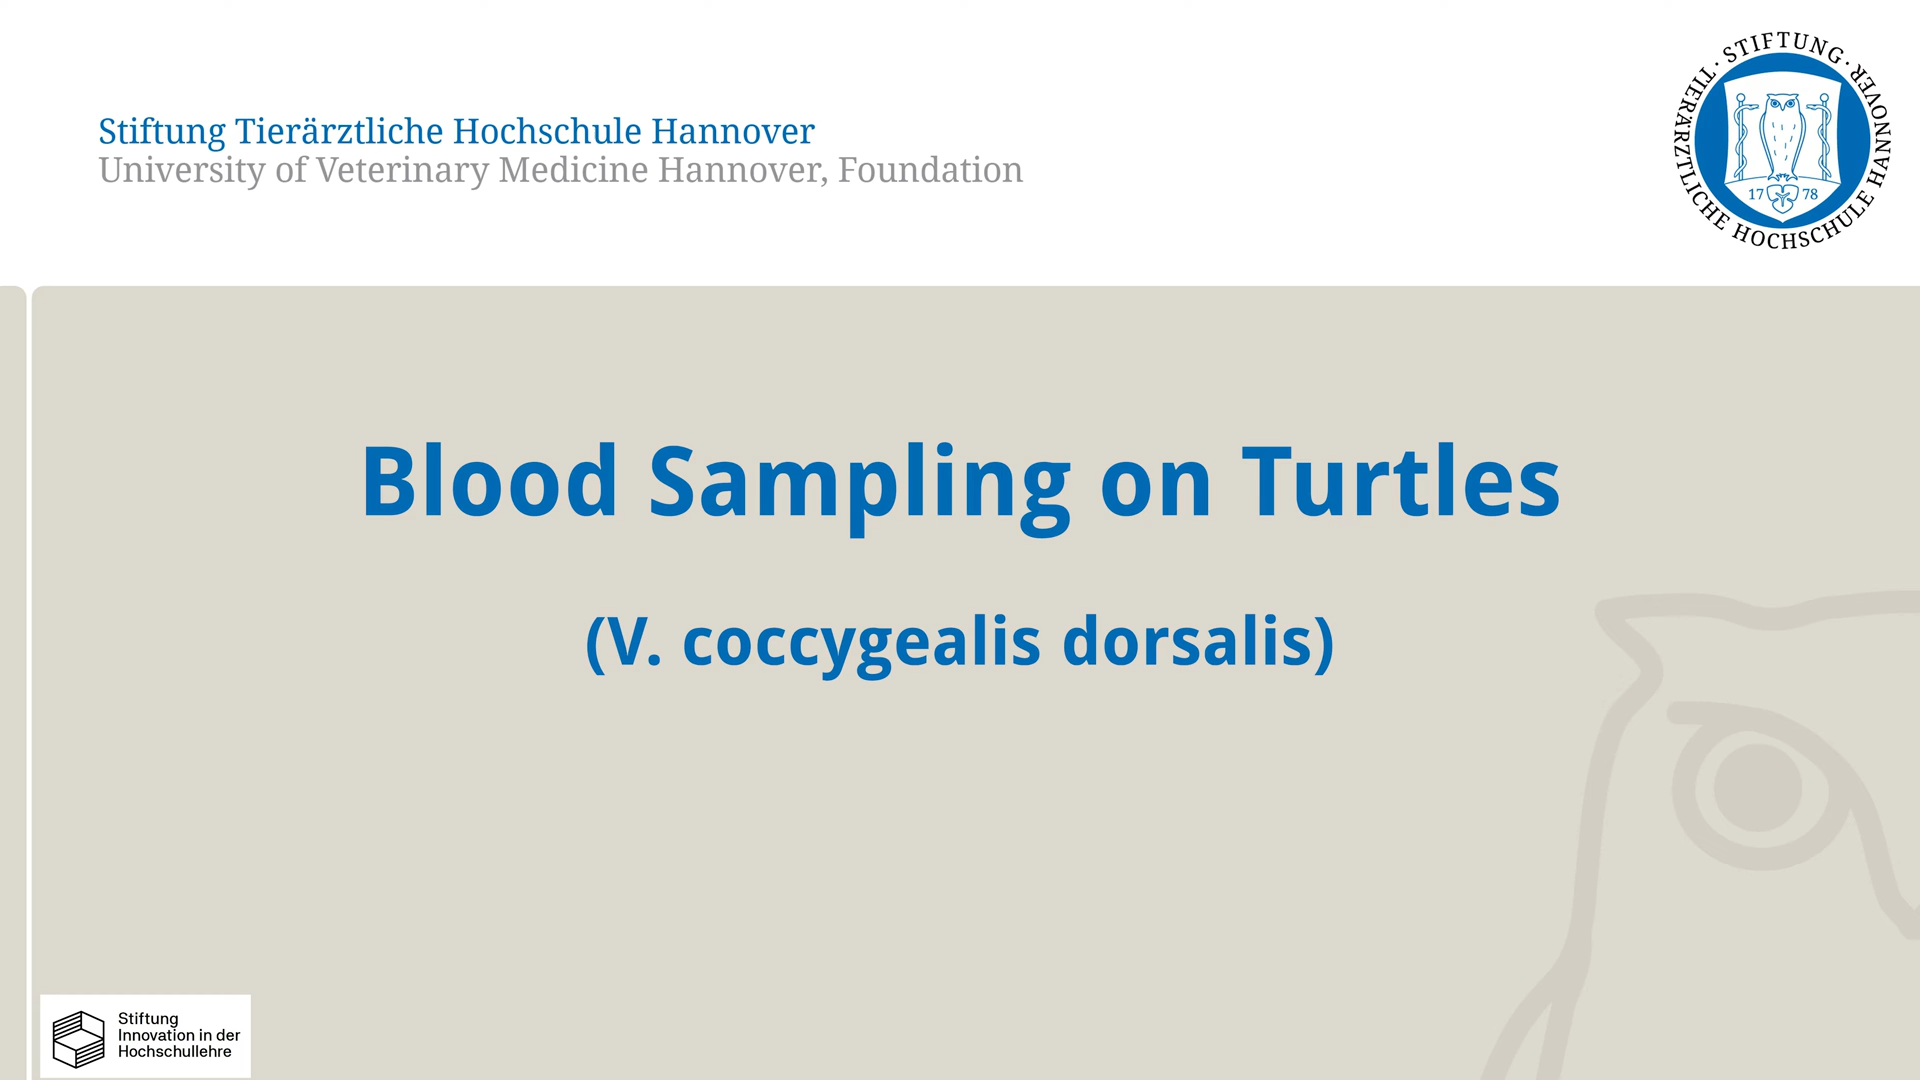 Stiftung Tierärztliche Hochschule Hannover
University of Veterinary Medicine Hannover, Foundation
· STIFTUNG · TIERÄRZTLICHE HOCHSCHULE HANNOVER
17 78
Blood Sampling on Turtles
(V. coccygealis dorsalis)
Stiftung
Innovation in der
Hochschullehre